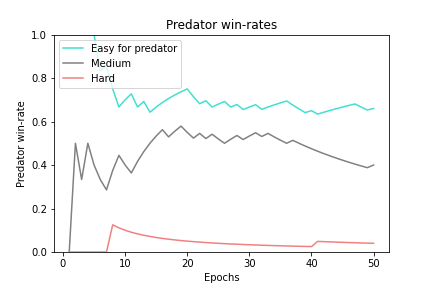 Predator win-rates
1.0
0.8
0.6
0.4
0.2
0.0
Predator win-rate
Easy for predator
Medium
Hard
0 10 20 30 40 50
Epochs